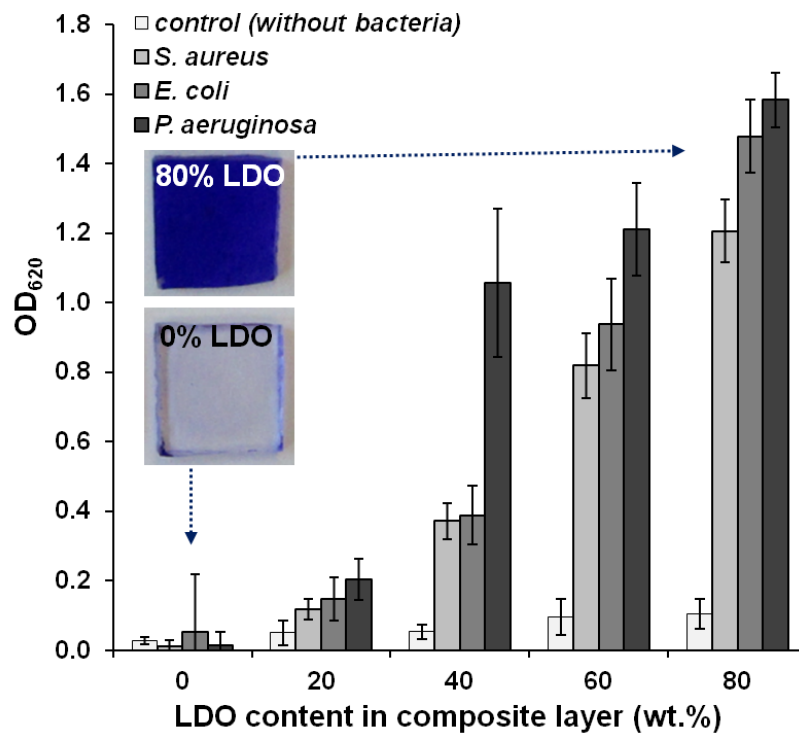 control (without bacteria)
S. aureus
E. coli
P. aeruginosa
80% LDO
0% LDO
OD₆₂₀
1.8
1.6
1.4
1.2
1.0
0.8
0.6
0.4
0.2
0.0
0 20 40 60 80
LDO content in composite layer (wt.%)